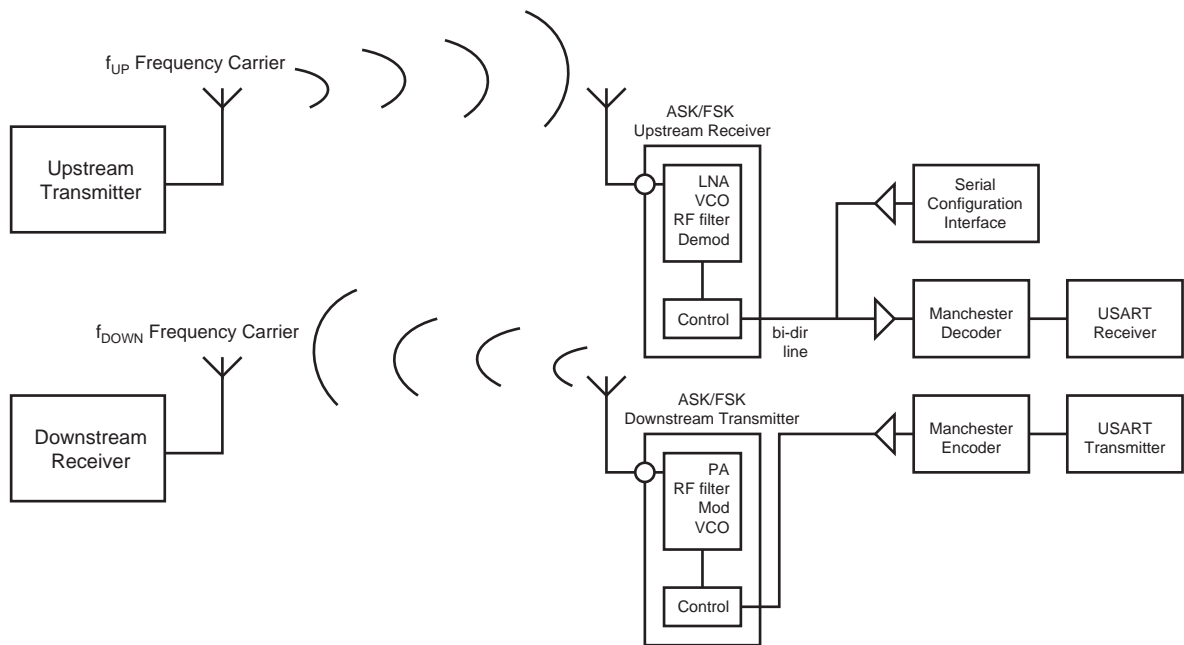 f_UP Frequency Carrier
Upstream
Transmitter
ASK/FSK
Upstream Receiver
LNA
VCO
RF filter
Demod
Control
bi-dir
line
Serial
Configuration
Interface
Manchester
Decoder
USART
Receiver
f_DOWN Frequency Carrier
Downstream
Receiver
ASK/FSK
Downstream Transmitter
PA
RF filter
Mod
VCO
Control
Manchester
Encoder
USART
Transmitter